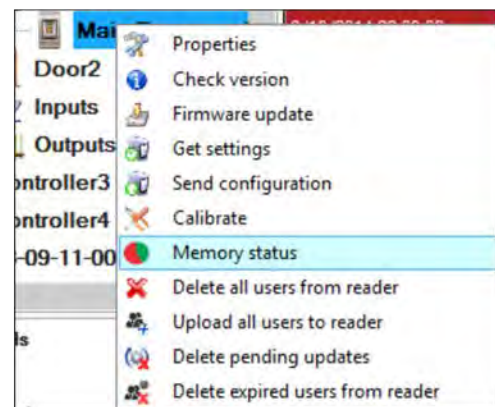 Mai
Properties
Door2
Check version
Inputs
Firmware update
Outputs
Get settings
ontroller3
Send configuration
ontroller4
Calibrate
-09-11-00
Memory status
Delete all users from reader
ls
Upload all users to reader
Delete pending updates
Delete expired users from reader